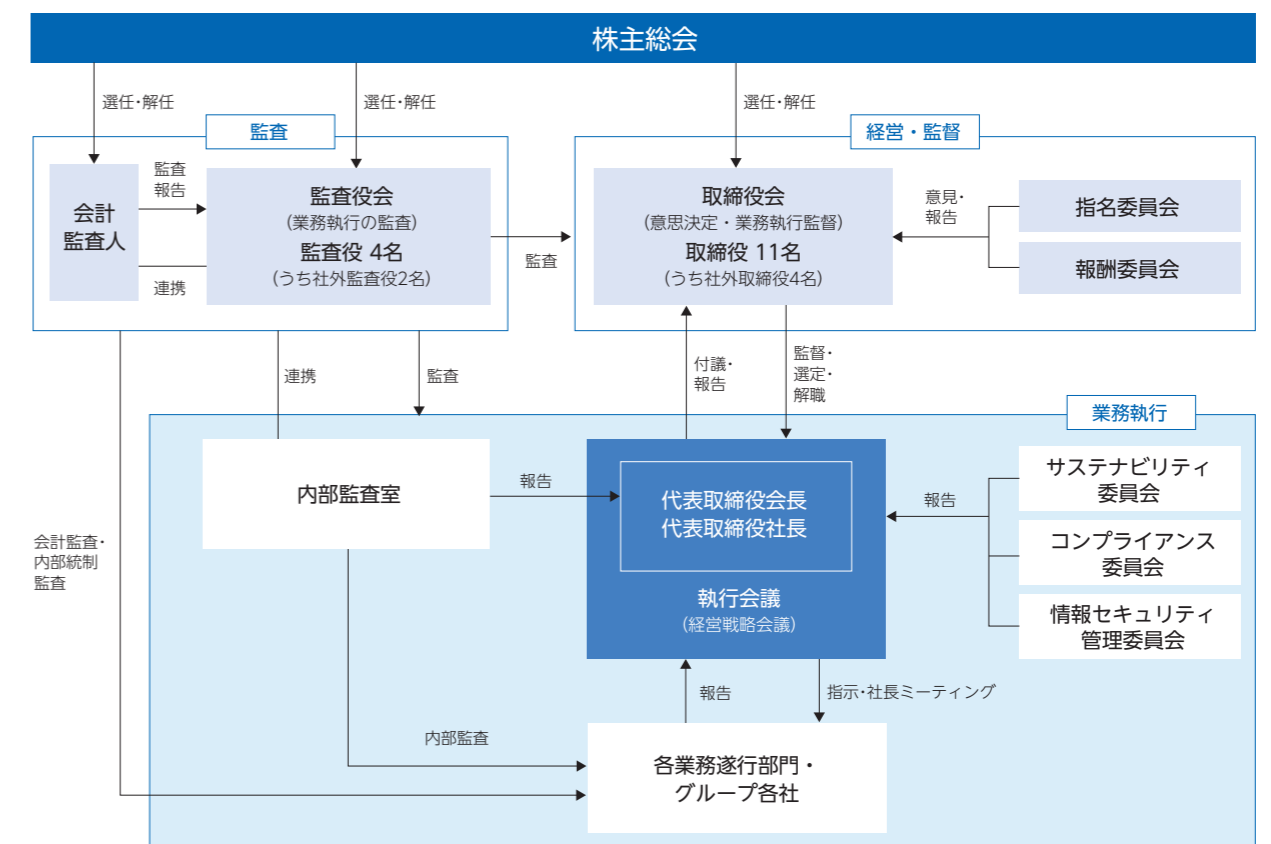 株主総会
選任・解任
選任・解任
選任・解任
監査
経営・監督
会計
監査人
監査
報告
連携
監査役会
(業務執行の監査)
監査役 4名
(うち社外監査役2名)
監査
取締役会
(意思決定・業務執行監督)
取締役 11名
(うち社外取締役4名)
意見・
報告
指名委員会
報酬委員会
連携
監査
付議・
報告
監督・
選定・
解職
業務執行
内部監査室
報告
代表取締役会長
代表取締役社長
執行会議
(経営戦略会議)
報告
サステナビリティ
委員会
コンプライアンス
委員会
情報セキュリティ
管理委員会
会計監査・
内部統制
監査
報告
指示・社長ミーティング
内部監査
各業務遂行部門・
グループ各社